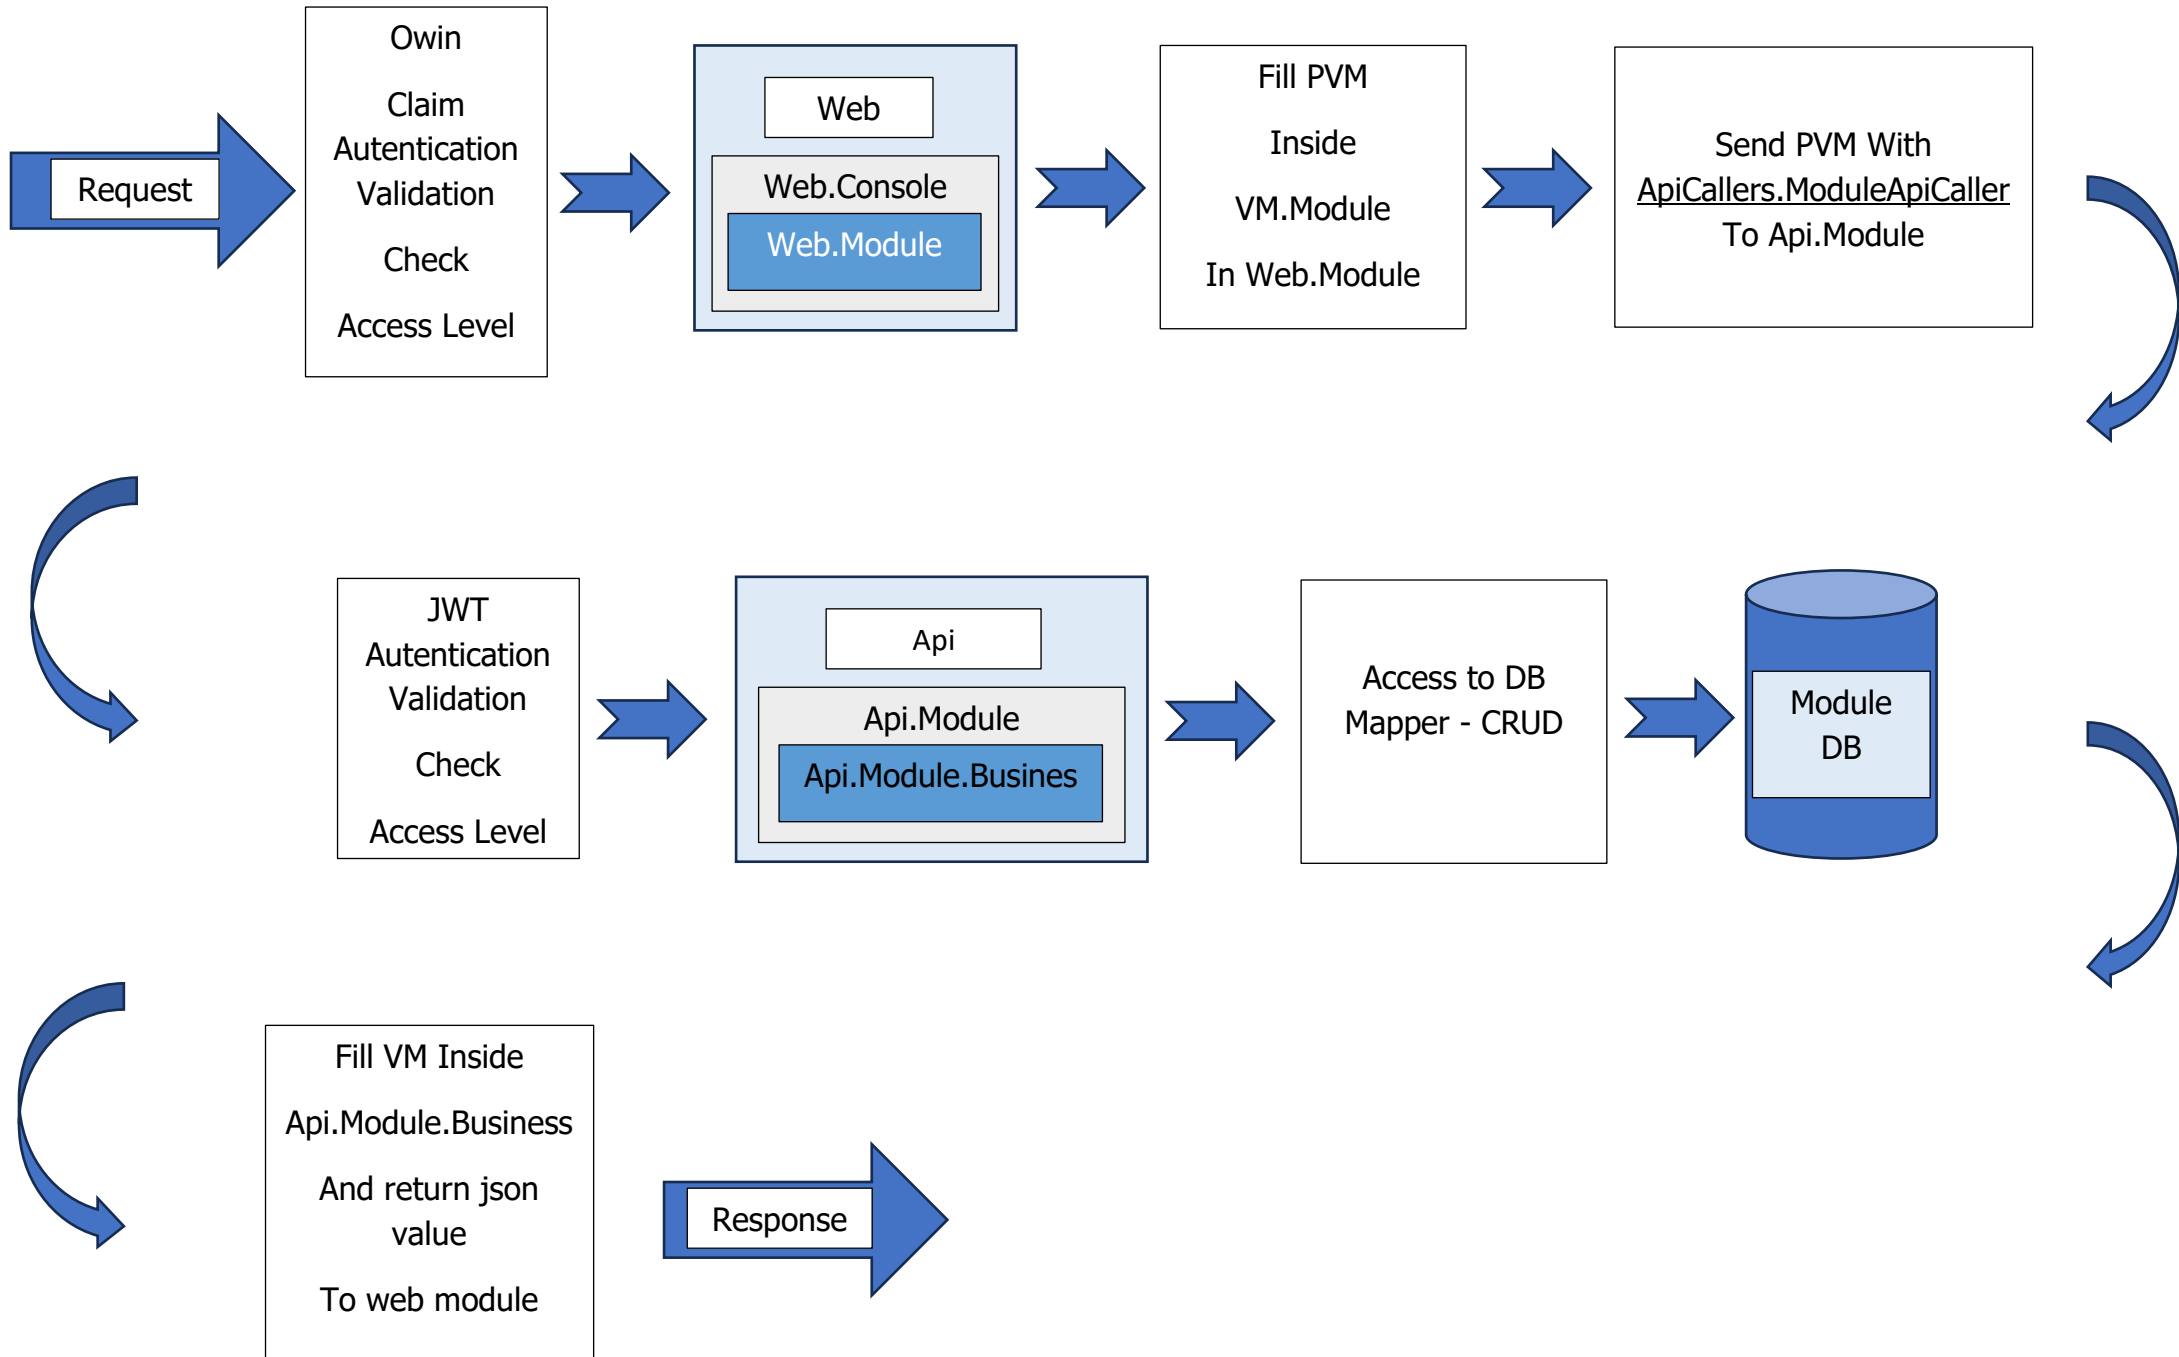 Request
Owin
Claim
Autentication
Validation
Check
Access Level
Web
Web.Console
Web.Module
Fill PVM
Inside
VM.Module
In Web.Module
Send PVM With
ApiCallers.ModuleApiCaller
To Api.Module
JWT
Autentication
Validation
Check
Access Level
Api
Api.Module
Api.Module.Busines
Access to DB
Mapper - CRUD
Module
DB
Fill VM Inside
Api.Module.Business
And return json
value
To web module
Response